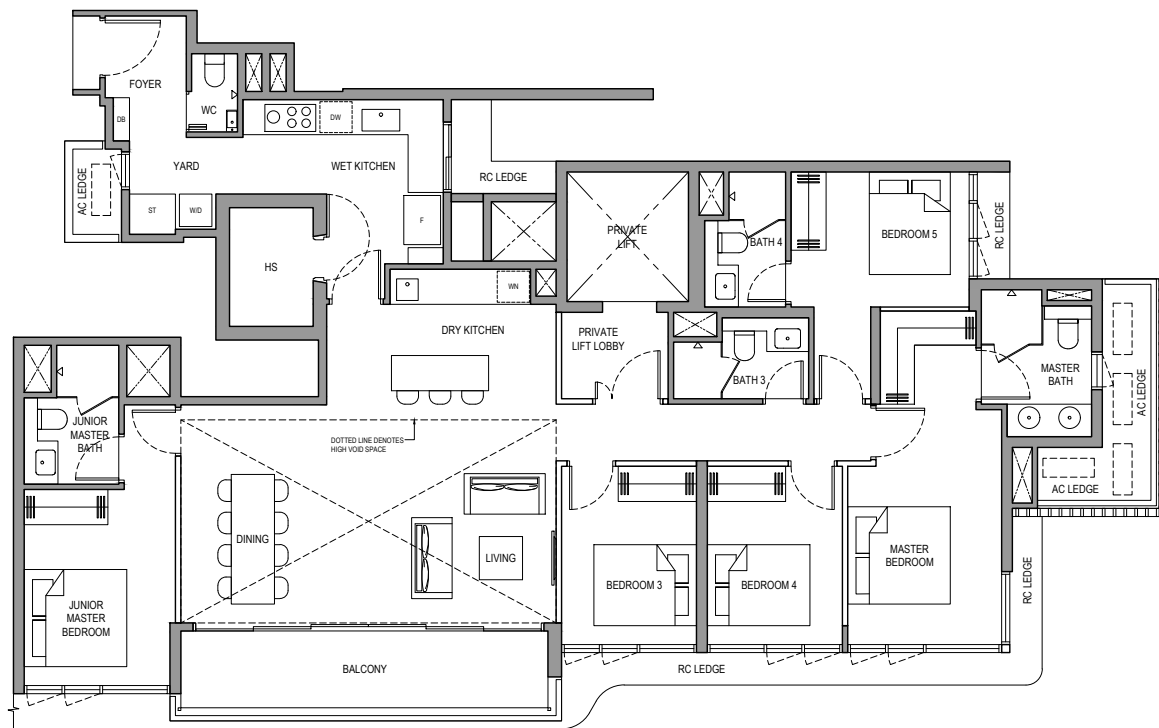 FOYER
WC
DB
DW
YARD
WET KITCHEN
RC LEDGE
AC LEDGE
ST
W/D
F
HS
PRIVATE
LIFT
BATH 4
BEDROOM 5
RC LEDGE
WN
DRY KITCHEN
PRIVATE
LIFT LOBBY
BATH 3
MASTER
BATH
AC LEDGE
JUNIOR
MASTER
BATH
DOTTED LINE DENOTES
HIGH VOID SPACE
AC LEDGE
DINING
LIVING
BEDROOM 3
BEDROOM 4
MASTER
BEDROOM
RC LEDGE
JUNIOR
MASTER
BEDROOM
BALCONY
RC LEDGE